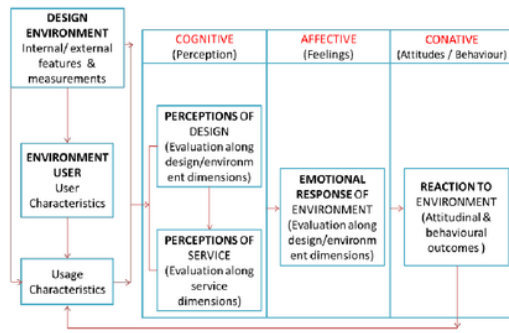 DESIGN
ENVIRONMENT
Internal/ external
features &
measurements
ENVIRONMENT
USER
User
Characteristics
Usage
Characteristics
COGNITIVE
(Perception)
PERCEPTIONS OF
DESIGN
(Evaluation along
design/environm
ent dimensions)
PERCEPTIONS OF
SERVICE
(Evaluation along
service
dimensions)
AFFECTIVE
(Feelings)
EMOTIONAL
RESPONSE OF
ENVIRONMENT
(Evaluation along
design/environm
ent dimensions)
CONATIVE
(Attitudes / Behaviour)
REACTION TO
ENVIRONMENT
(Attitudinal &
behavioural
outcomes )